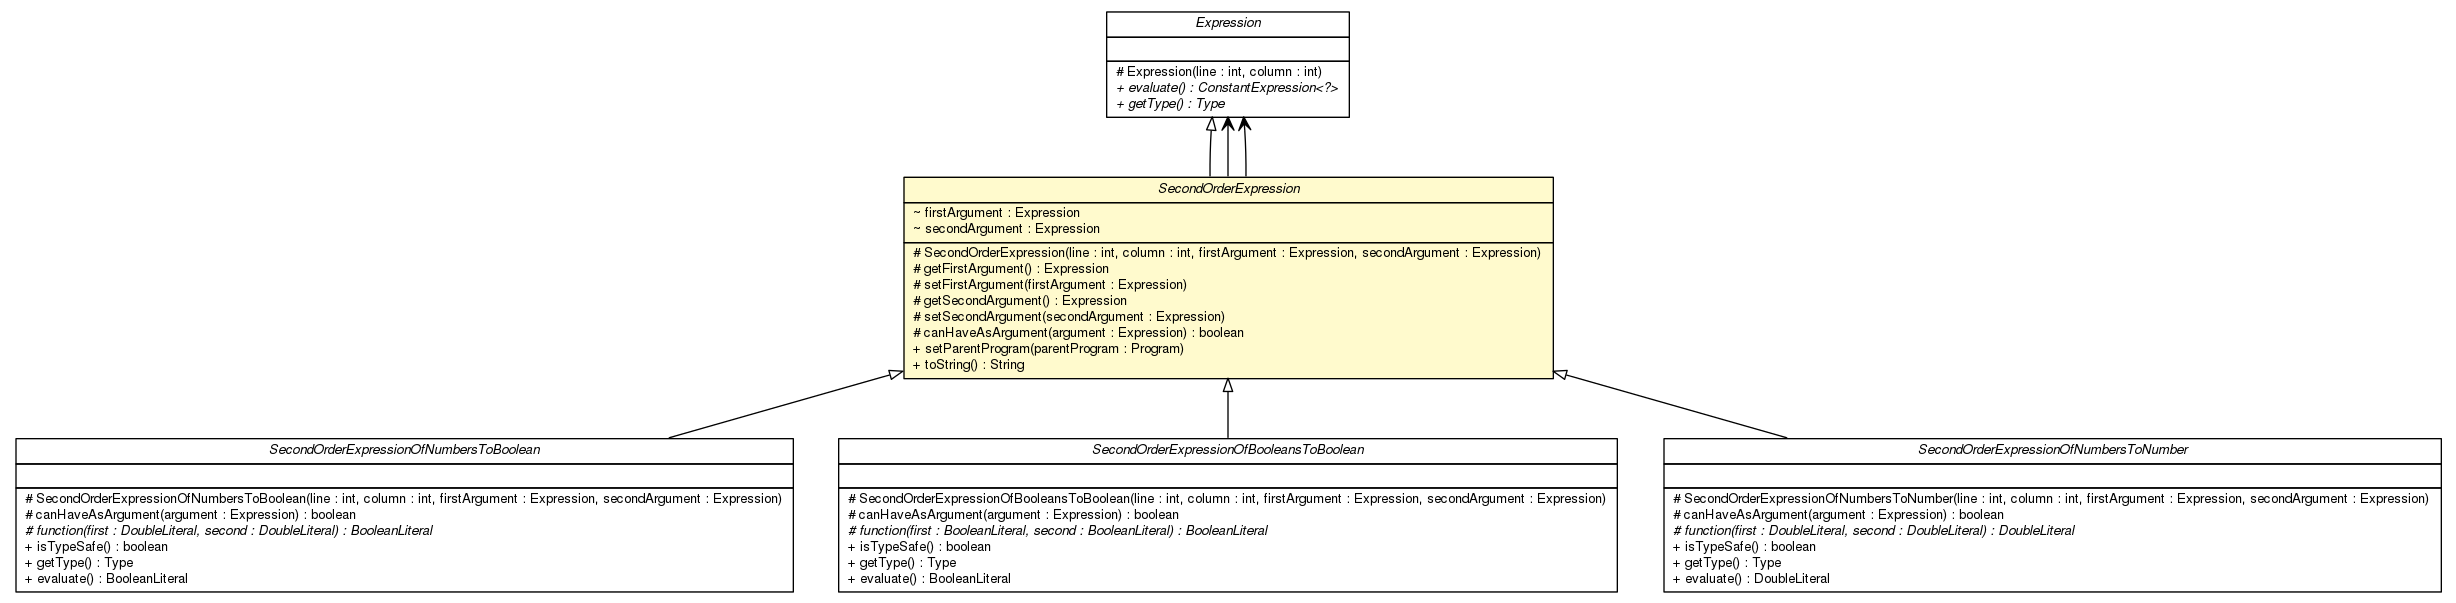 Expression
# Expression(line : int, column : int)
+ evaluate() : ConstantExpression<?>
+ getType() : Type
SecondOrderExpression
~ firstArgument : Expression
~ secondArgument : Expression
# SecondOrderExpression(line : int, column : int, firstArgument : Expression, secondArgument : Expression)
# getFirstArgument() : Expression
# setFirstArgument(firstArgument : Expression)
# getSecondArgument() : Expression
# setSecondArgument(secondArgument : Expression)
# canHaveAsArgument(argument : Expression) : boolean
+ setParentProgram(parentProgram : Program)
+ toString() : String
SecondOrderExpressionOfNumbersToBoolean
# SecondOrderExpressionOfNumbersToBoolean(line : int, column : int, firstArgument : Expression, secondArgument : Expression)
# canHaveAsArgument(argument : Expression) : boolean
# function(first : DoubleLiteral, second : DoubleLiteral) : BooleanLiteral
+ isTypeSafe() : boolean
+ getType() : Type
+ evaluate() : BooleanLiteral
SecondOrderExpressionOfBooleansToBoolean
# SecondOrderExpressionOfBooleansToBoolean(line : int, column : int, firstArgument : Expression, secondArgument : Expression)
# canHaveAsArgument(argument : Expression) : boolean
# function(first : BooleanLiteral, second : BooleanLiteral) : BooleanLiteral
+ isTypeSafe() : boolean
+ getType() : Type
+ evaluate() : BooleanLiteral
SecondOrderExpressionOfNumbersToNumber
# SecondOrderExpressionOfNumbersToNumber(line : int, column : int, firstArgument : Expression, secondArgument : Expression)
# canHaveAsArgument(argument : Expression) : boolean
# function(first : DoubleLiteral, second : DoubleLiteral) : DoubleLiteral
+ isTypeSafe() : boolean
+ getType() : Type
+ evaluate() : DoubleLiteral